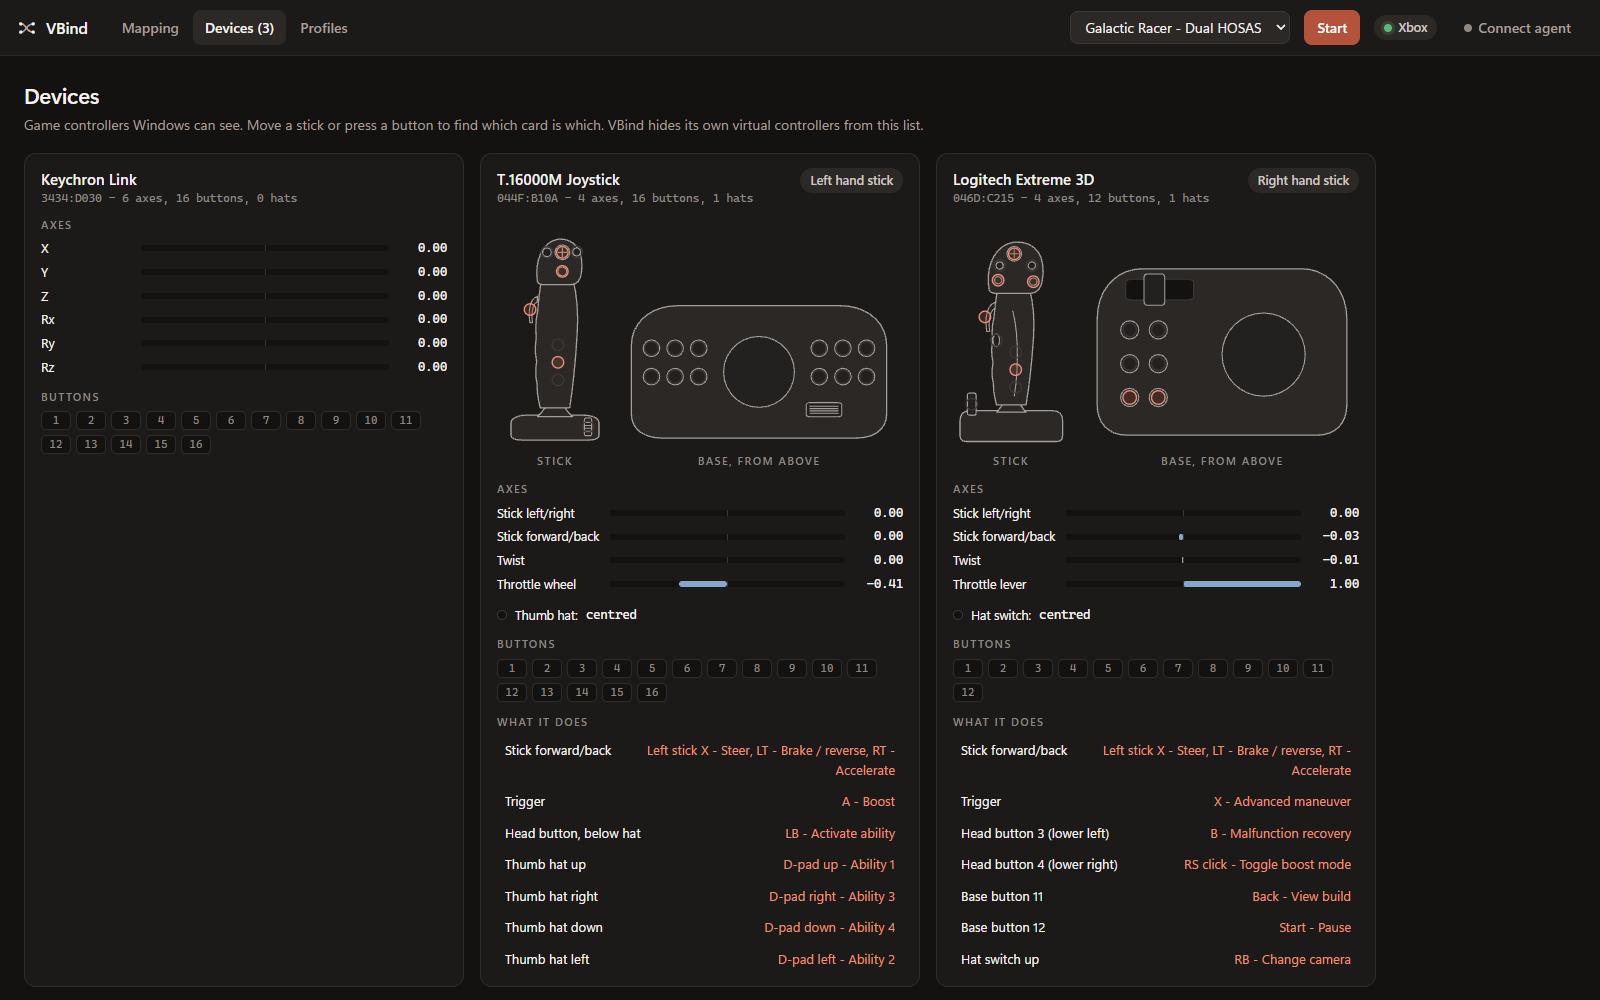 VBind
Mapping
Devices (3)
Profiles
Galactic Racer - Dual HOSAS
Start
Xbox
Connect agent
Devices
Game controllers Windows can see. Move a stick or press a button to find which card is which. VBind hides its own virtual controllers from this list.
Keychron Link
3434:D030 — 6 axes, 16 buttons, 0 hats
AXES
X 0.00
Y 0.00
Z 0.00
Rx 0.00
Ry 0.00
Rz 0.00
BUTTONS
1 2 3 4 5 6 7 8 9 10 11
12 13 14 15 16
T.16000M Joystick
Left hand stick
044F:B10A — 4 axes, 16 buttons, 1 hats
STICK
BASE, FROM ABOVE
AXES
Stick left/right 0.00
Stick forward/back 0.00
Twist 0.00
Throttle wheel −0.41
Thumb hat: centred
BUTTONS
1 2 3 4 5 6 7 8 9 10 11
12 13 14 15 16
WHAT IT DOES
Stick forward/back Left stick X - Steer, LT - Brake / reverse, RT -
Accelerate
Trigger A - Boost
Head button, below hat LB - Activate ability
Thumb hat up D-pad up - Ability 1
Thumb hat right D-pad right - Ability 3
Thumb hat down D-pad down - Ability 4
Thumb hat left D-pad left - Ability 2
Logitech Extreme 3D
Right hand stick
046D:C215 — 4 axes, 12 buttons, 1 hats
STICK
BASE, FROM ABOVE
AXES
Stick left/right 0.00
Stick forward/back −0.03
Twist −0.01
Throttle lever 1.00
Hat switch: centred
BUTTONS
1 2 3 4 5 6 7 8 9 10 11
12
WHAT IT DOES
Stick forward/back Left stick X - Steer, LT - Brake / reverse, RT -
Accelerate
Trigger X - Advanced maneuver
Head button 3 (lower left) B - Malfunction recovery
Head button 4 (lower right) RS click - Toggle boost mode
Base button 11 Back - View build
Base button 12 Start - Pause
Hat switch up RB - Change camera